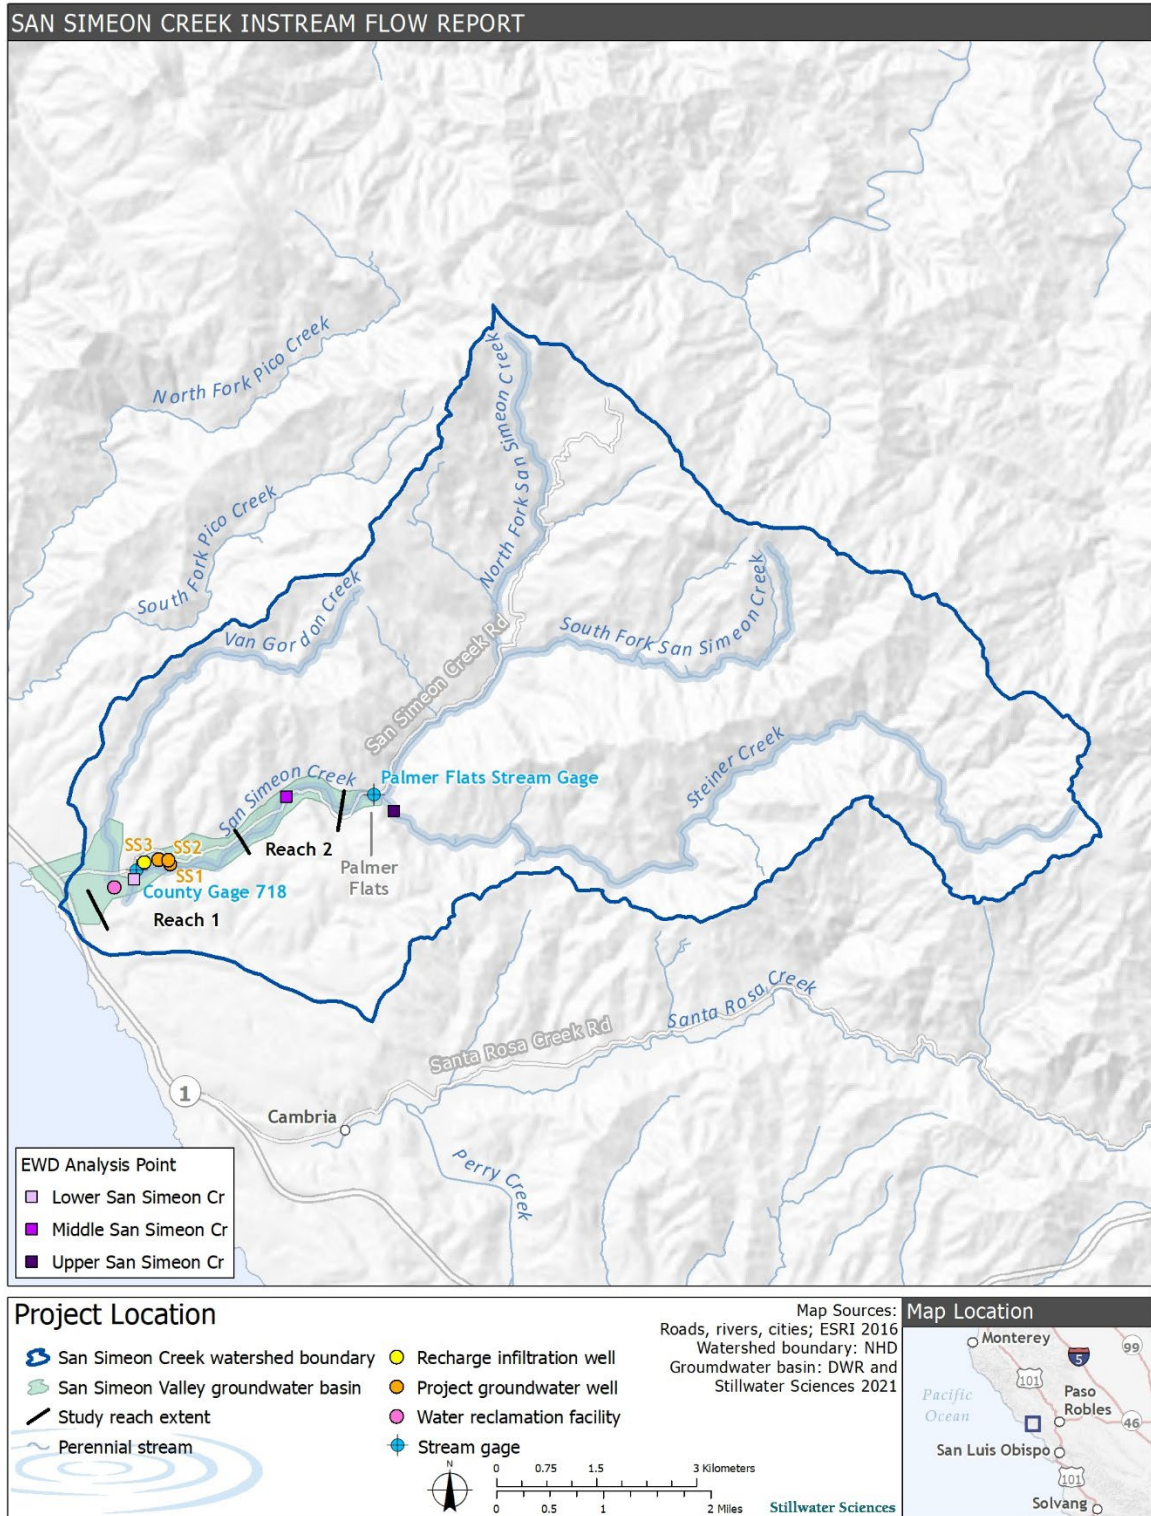 SAN SIMEON CREEK INSTREAM FLOW REPORT
North Fork Pico Creek
South Fork Pico Creek
Van Gordon Creek
North Fork San Simeon Creek
San Simeon Creek Rd
South Fork San Simeon Creek
Steiner Creek
San Simeon Creek
Palmer Flats Stream Gage
Palmer
Flats
Reach 2
SS3
SS2
SS1
County Gage 718
Reach 1
Santa Rosa Creek
Santa Rosa Creek Rd
1
Cambria
Perry Creek
EWD Analysis Point
Lower San Simeon Cr
Middle San Simeon Cr
Upper San Simeon Cr
Project Location
San Simeon Creek watershed boundary
San Simeon Valley groundwater basin
Study reach extent
Perennial stream
Recharge infiltration well
Project groundwater well
Water reclamation facility
Stream gage
Map Sources:
Roads, rivers, cities; ESRI 2016
Watershed boundary: NHD
Groumdwater basin: DWR and
Stillwater Sciences 2021
N
0 0.75 1.5 3 Kilometers
0 0.5 1 2 Miles
Stillwater Sciences
Map Location
Monterey
99
5
101
Pacific
Ocean
Paso
Robles
46
San Luis Obispo
101
Solvang